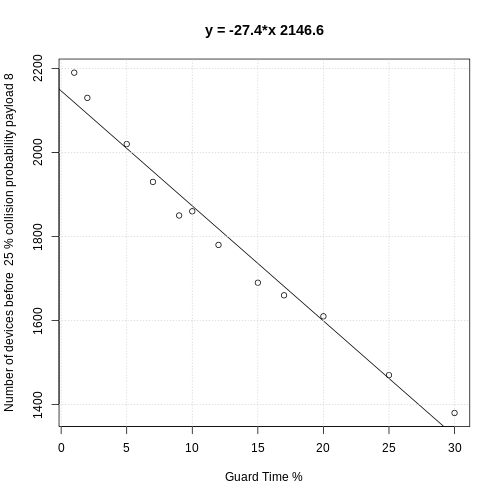 y = -27.4*x 2146.6
Number of devices before  25 % collision probability payload 8
2200
2000
1800
1600
1400
0 5 10 15 20 25 30
Guard Time %